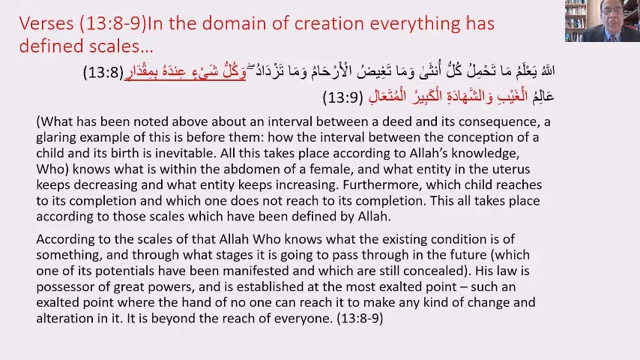 Verses (13:8-9)In the domain of creation everything has
defined scales…
اللَّهُ يَعْلَمُ مَا تَحْمِلُ كُلُّ أُنثَىٰ وَمَا تَغِيضُ الْأَرْحَامُ وَمَا تَزْدَادُ ۖ وَكُلُّ شَيْءٍ عِندَهُ بِمِقْدَارٍ (13:8)
عَالِمُ الْغَيْبِ وَالشَّهَادَةِ الْكَبِيرُ الْمُتَعَالِ (13:9)
(What has been noted above about an interval between a deed and its consequence, a
glaring example of this is before them: how the interval between the conception of a
child and its birth is inevitable. All this takes place according to Allah's knowledge,
Who) knows what is within the abdomen of a female, and what entity in the uterus
keeps decreasing and what entity keeps increasing. Furthermore, which child reaches
to its completion and which one does not reach to its completion. This all takes place
according to those scales which have been defined by Allah.
According to the scales of that Allah Who knows what the existing condition is of
something, and through what stages it is going to pass through in the future (which
one of its potentials have been manifested and which are still concealed). His law is
possessor of great powers, and is established at the most exalted point – such an
exalted point where the hand of no one can reach it to make any kind of change and
alteration in it. It is beyond the reach of everyone. (13:8-9)